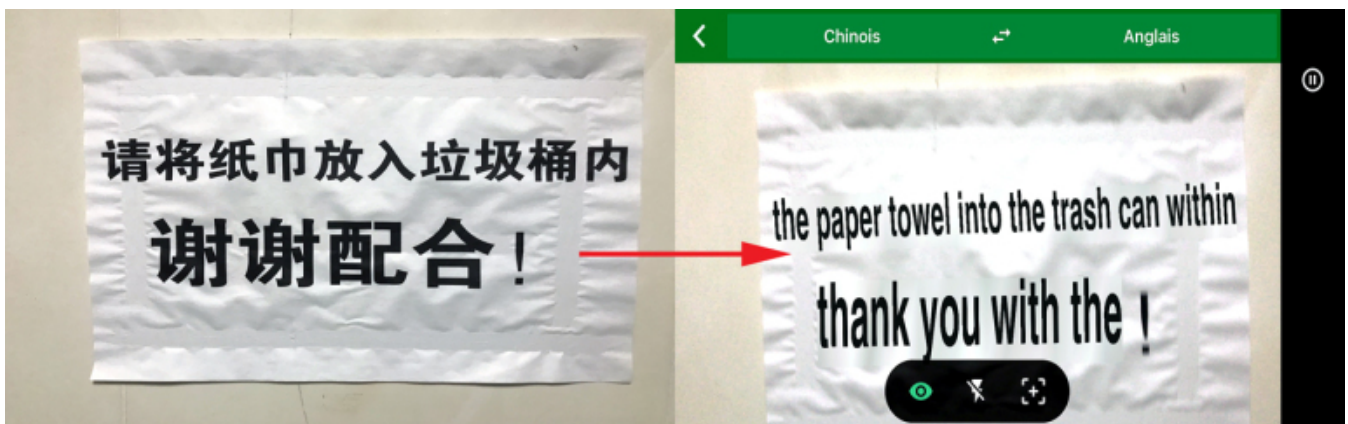 请将纸巾放入垃圾桶内
谢谢配合！
Chinois
Anglais
the paper towel into the trash can within
thank you with the !